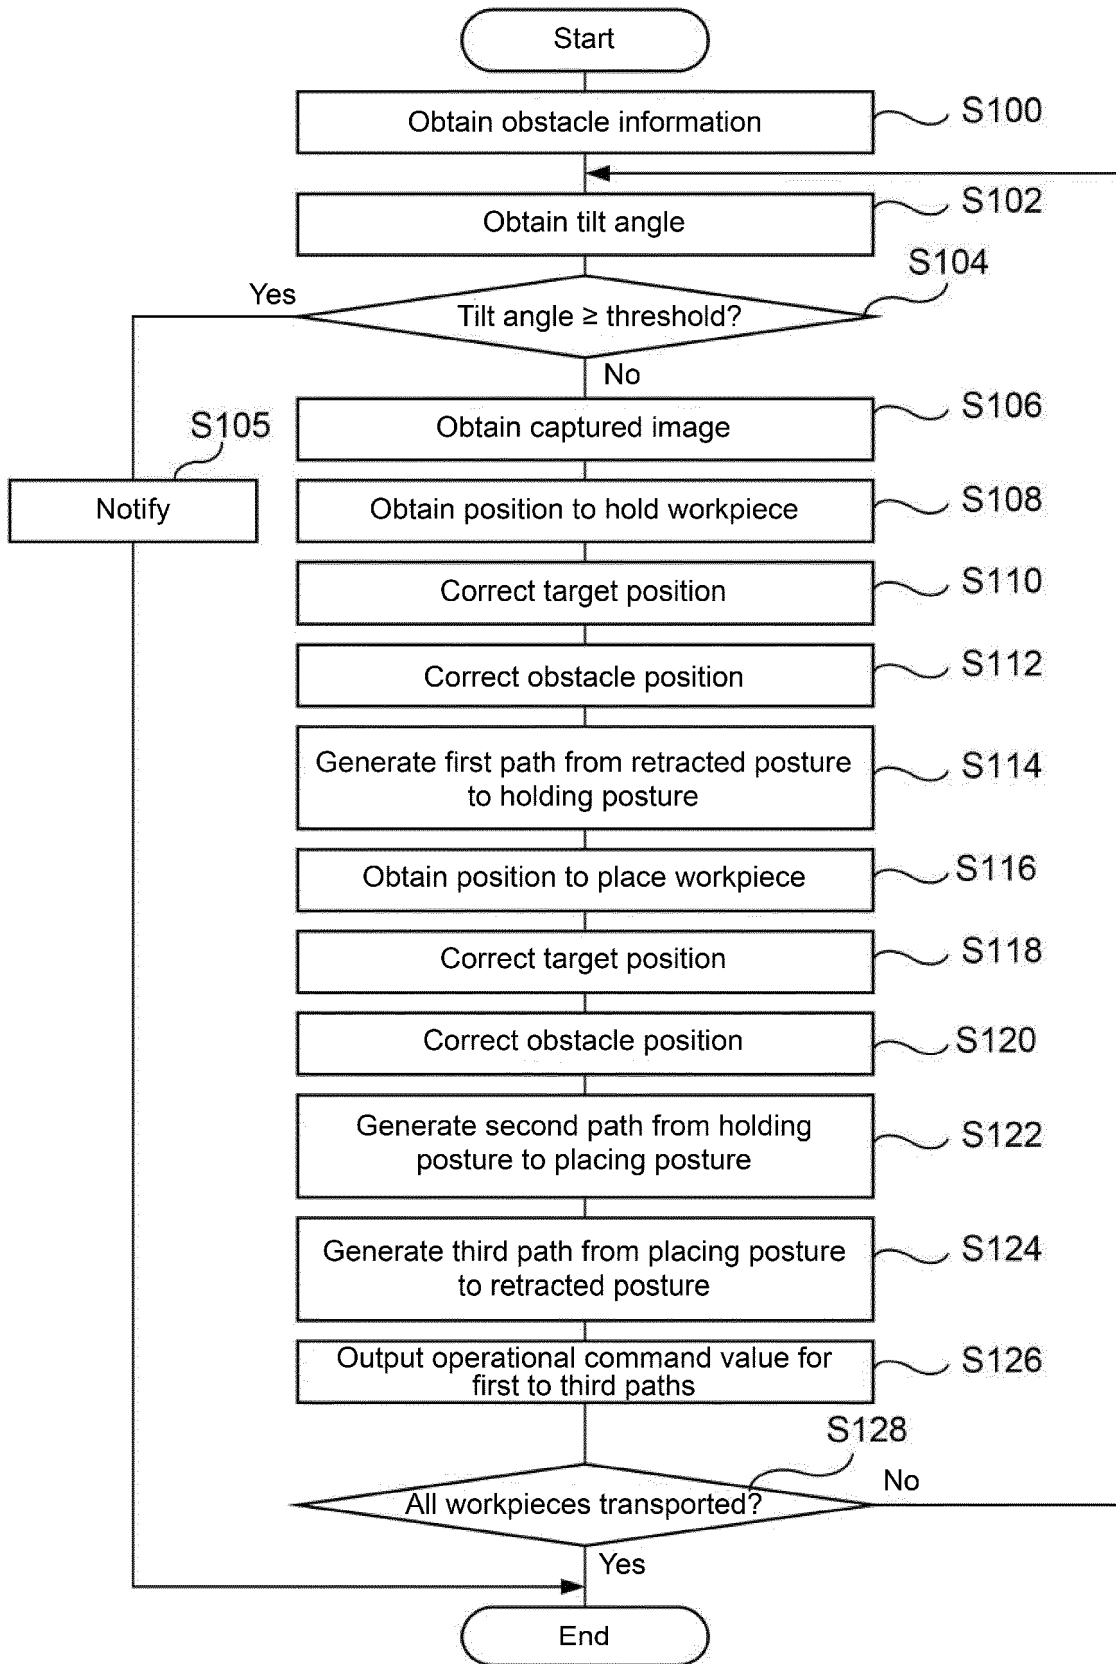 Start
Obtain obstacle information
S100
Obtain tilt angle
S102
Tilt angle ≥ threshold?
S104
Yes
No
Obtain captured image
S106
S105
Notify
Obtain position to hold workpiece
S108
Correct target position
S110
Correct obstacle position
S112
Generate first path from retracted posture
to holding posture
S114
Obtain position to place workpiece
S116
Correct target position
S118
Correct obstacle position
S120
Generate second path from holding
posture to placing posture
S122
Generate third path from placing posture
to retracted posture
S124
Output operational command value for
first to third paths
S126
All workpieces transported?
S128
No
Yes
End